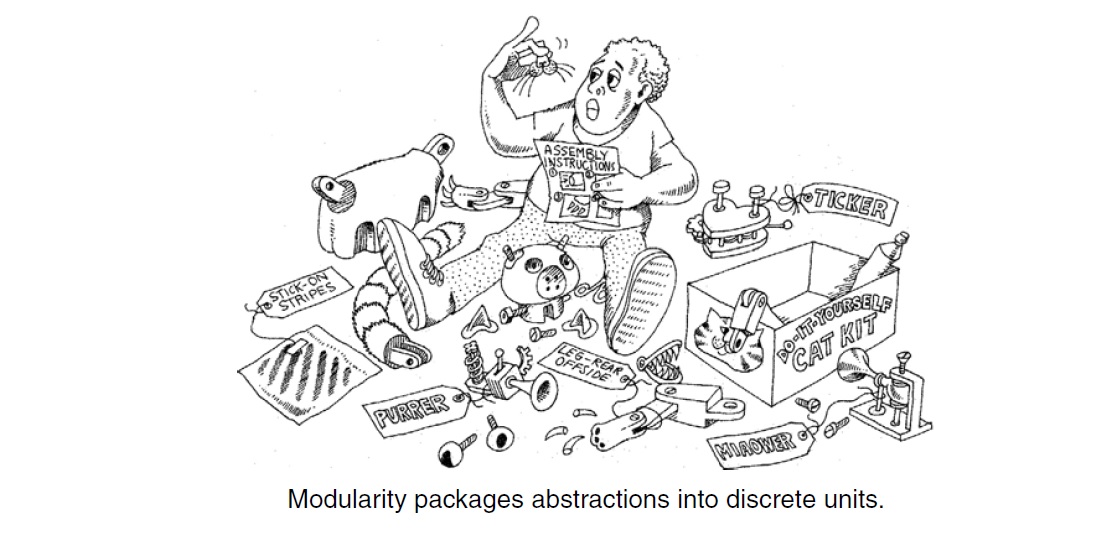 ASSEMBLY
INSTRUCTIONS
TICKER
STICK-ON
STRIPES
DO-IT-YOURSELF
CAT KIT
LEG-REAR
OFFSIDE
PURRER
MIAOWER
Modularity packages abstractions into discrete units.